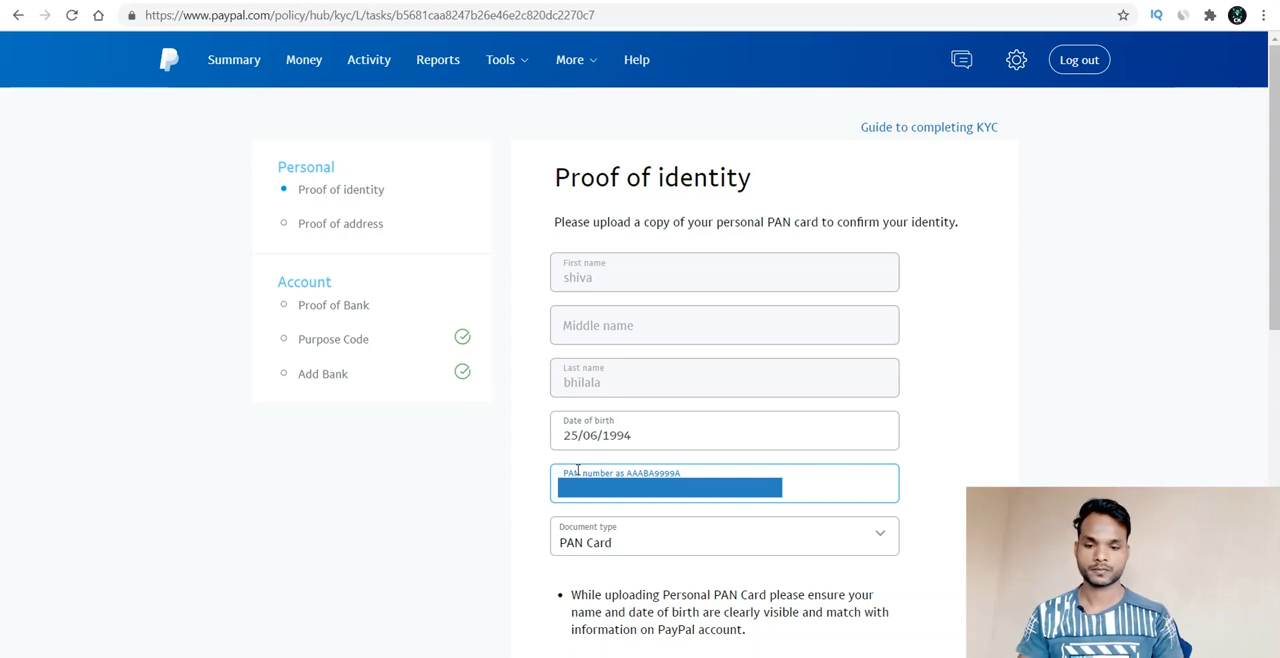 https://www.paypal.com/policy/hub/kyc/L/tasks/b5681caa8247b26e46e2c820dc2270c7
IQ
Summary Money Activity Reports Tools More Help Log out
Guide to completing KYC
Personal
Proof of identity
Proof of address
Account
Proof of Bank
Purpose Code
Add Bank
Proof of identity
Please upload a copy of your personal PAN card to confirm your identity.
First name
shiva
Middle name
Last name
bhilala
Date of birth
25/06/1994
PAN number as AAABA9999A
Document type
PAN Card
• While uploading Personal PAN Card please ensure your
name and date of birth are clearly visible and match with
information on PayPal account.